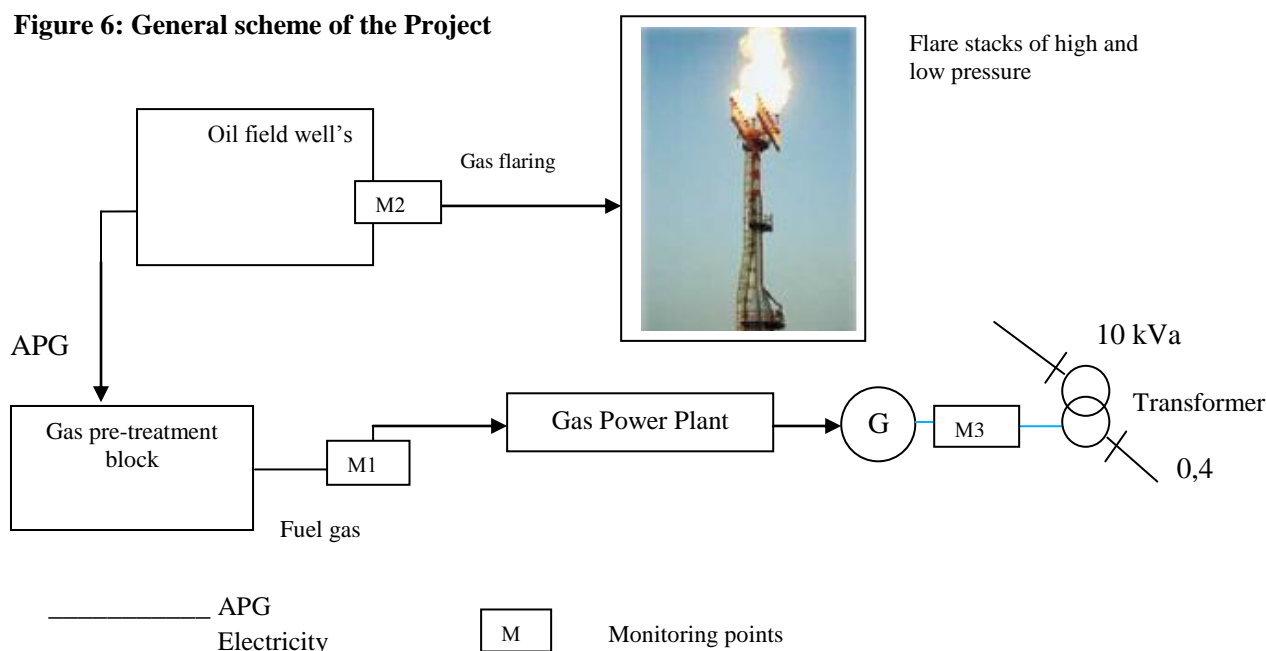 Figure 6: General scheme of the Project
Flare stacks of high and
low pressure
Oil field well's
Gas flaring
M2
APG
10 kVa
Transformer
Gas pre-treatment
block
Gas Power Plant
G
M3
M1
0,4
Fuel gas
____________ APG
Electricity
M
Monitoring points